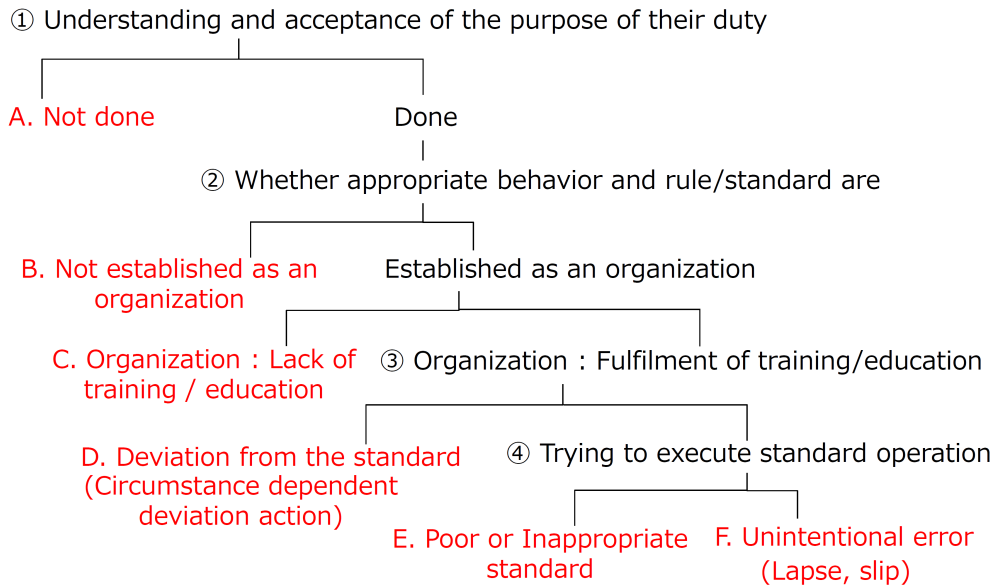 ① Understanding and acceptance of the purpose of their duty
A. Not done
Done
② Whether appropriate behavior and rule/standard are
B. Not established as an
organization
Established as an organization
C. Organization : Lack of
training / education
③ Organization : Fulfilment of training/education
D. Deviation from the standard
(Circumstance dependent
deviation action)
④ Trying to execute standard operation
E. Poor or Inappropriate
standard
F. Unintentional error
(Lapse, slip)